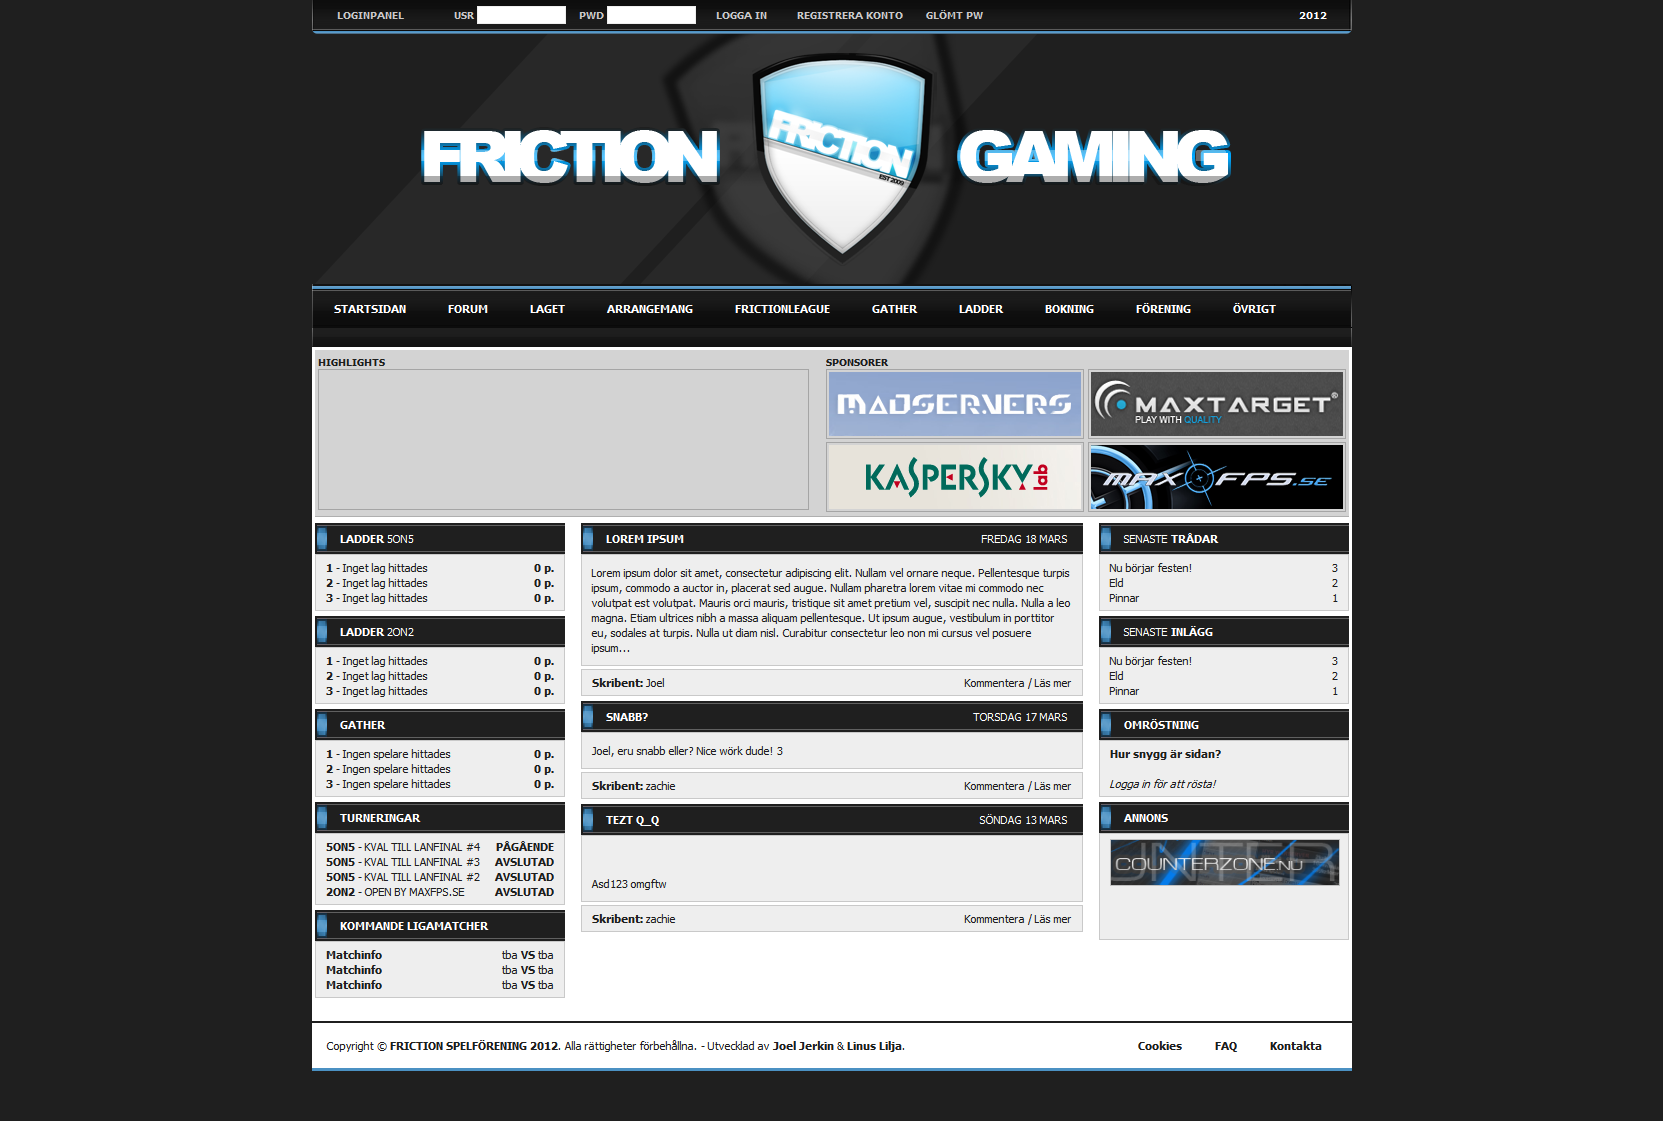 LOGINPANEL USR PWD LOGGA IN REGISTRERA KONTO GLÖMT PW 2012
FRICTION FRICTION GAMING
EST 2009
STARTSIDAN FORUM LAGET ARRANGEMANG FRICTIONLEAGUE GATHER LADDER BOKNING FÖRENING ÖVRIGT
HIGHLIGHTS
SPONSORER
MADSERVERS
MAXTARGET®
PLAY WITH QUALITY
KASPERSKY lab
MAXFPS.SE
LADDER 5ON5
1 - Inget lag hittades 0 p.
2 - Inget lag hittades 0 p.
3 - Inget lag hittades 0 p.
LADDER 2ON2
1 - Inget lag hittades 0 p.
2 - Inget lag hittades 0 p.
3 - Inget lag hittades 0 p.
GATHER
1 - Ingen spelare hittades 0 p.
2 - Ingen spelare hittades 0 p.
3 - Ingen spelare hittades 0 p.
TURNERINGAR
5ON5 - KVAL TILL LANFINAL #4 PÅGÅENDE
5ON5 - KVAL TILL LANFINAL #3 AVSLUTAD
5ON5 - KVAL TILL LANFINAL #2 AVSLUTAD
2ON2 - OPEN BY MAXFPS.SE AVSLUTAD
KOMMANDE LIGAMATCHER
Matchinfo tba VS tba
Matchinfo tba VS tba
Matchinfo tba VS tba
LOREM IPSUM FREDAG 18 MARS
Lorem ipsum dolor sit amet, consectetur adipiscing elit. Nullam vel ornare neque. Pellentesque turpis
ipsum, commodo a auctor in, placerat sed augue. Nullam pharetra lorem vitae mi commodo nec
volutpat est volutpat. Mauris orci mauris, tristique sit amet pretium vel, suscipit nec nulla. Nulla a leo
magna. Etiam ultrices nibh a massa aliquam pellentesque. Ut ipsum augue, vestibulum in porttitor
eu, sodales at turpis. Nulla ut diam nisl. Curabitur consectetur leo non mi cursus vel posuere
ipsum...
Skribent: Joel Kommentera / Läs mer
SNABB? TORSDAG 17 MARS
Joel, eru snabb eller? Nice wörk dude! 3
Skribent: zachie Kommentera / Läs mer
TEZT Q_Q SÖNDAG 13 MARS
Asd123 omgftw
Skribent: zachie Kommentera / Läs mer
SENASTE TRÅDAR
Nu börjar festen! 3
Eld 2
Pinnar 1
SENASTE INLÄGG
Nu börjar festen! 3
Eld 2
Pinnar 1
OMRÖSTNING
Hur snygg är sidan?
Logga in för att rösta!
ANNONS
COUNTERZONE.NU
Copyright © FRICTION SPELFÖRENING 2012. Alla rättigheter förbehållna. - Utvecklad av Joel Jerkin & Linus Lilja.
Cookies FAQ Kontakta